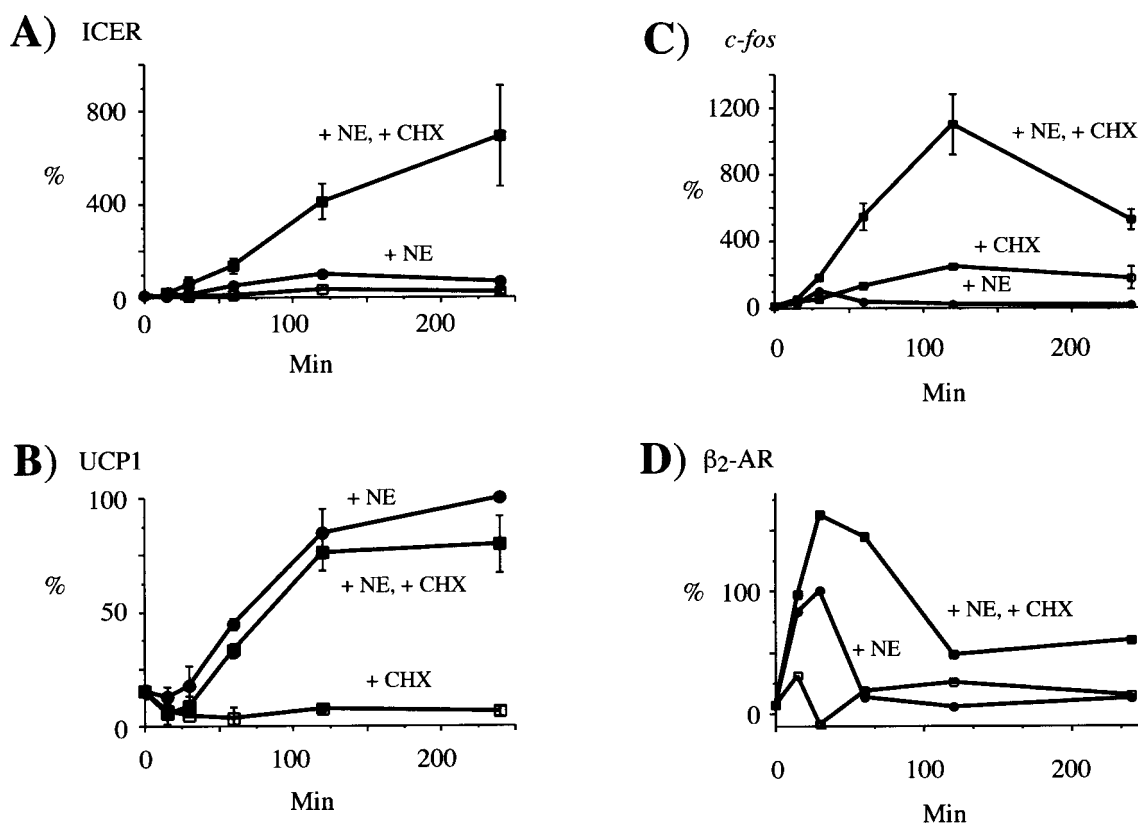 A) ICER
800
400
0
%
+ NE, + CHX
+ NE
0 100 200
Min
B) UCP1
100
50
0
%
+ NE
+ NE, + CHX
+ CHX
0 100 200
Min
C) c-fos
1200
800
400
0
%
+ NE, + CHX
+ CHX
+ NE
0 100 200
Min
D) β2-AR
100
0
%
+ NE, + CHX
+ NE
0 100 200
Min